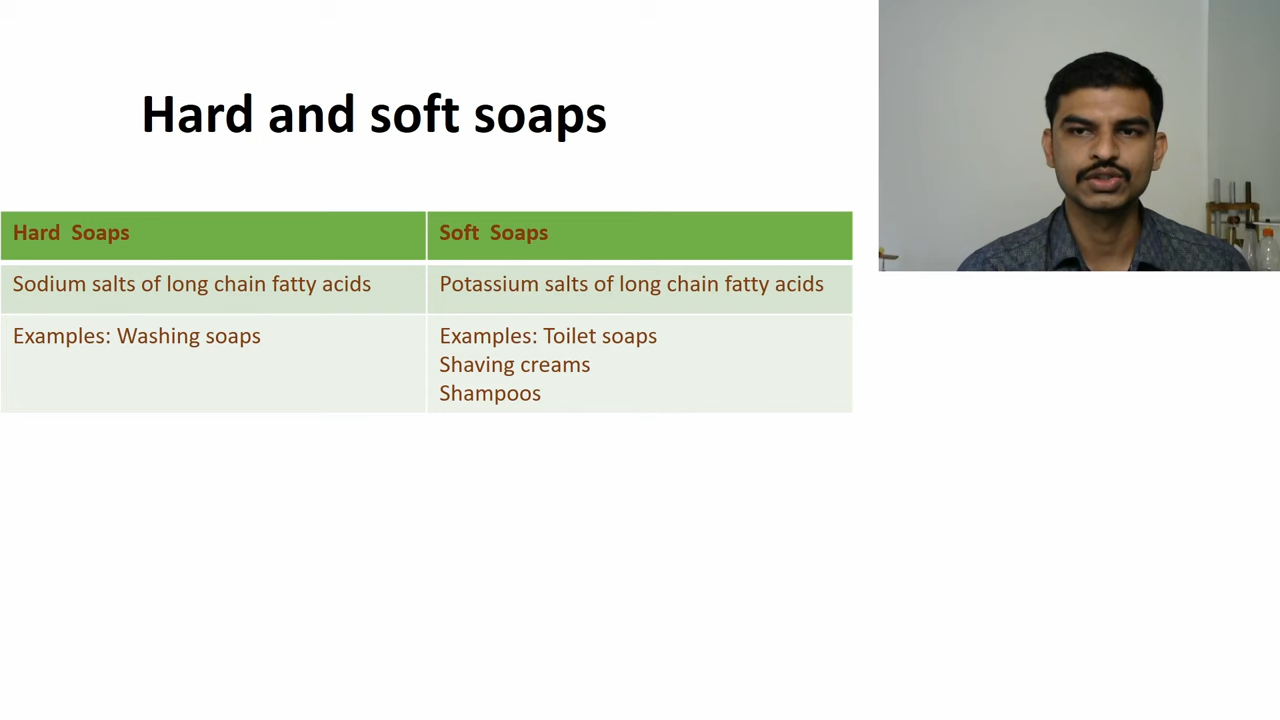 Hard and soft soaps
Hard Soaps
Soft Soaps
Sodium salts of long chain fatty acids
Potassium salts of long chain fatty acids
Examples: Washing soaps
Examples: Toilet soaps
Shaving creams
Shampoos